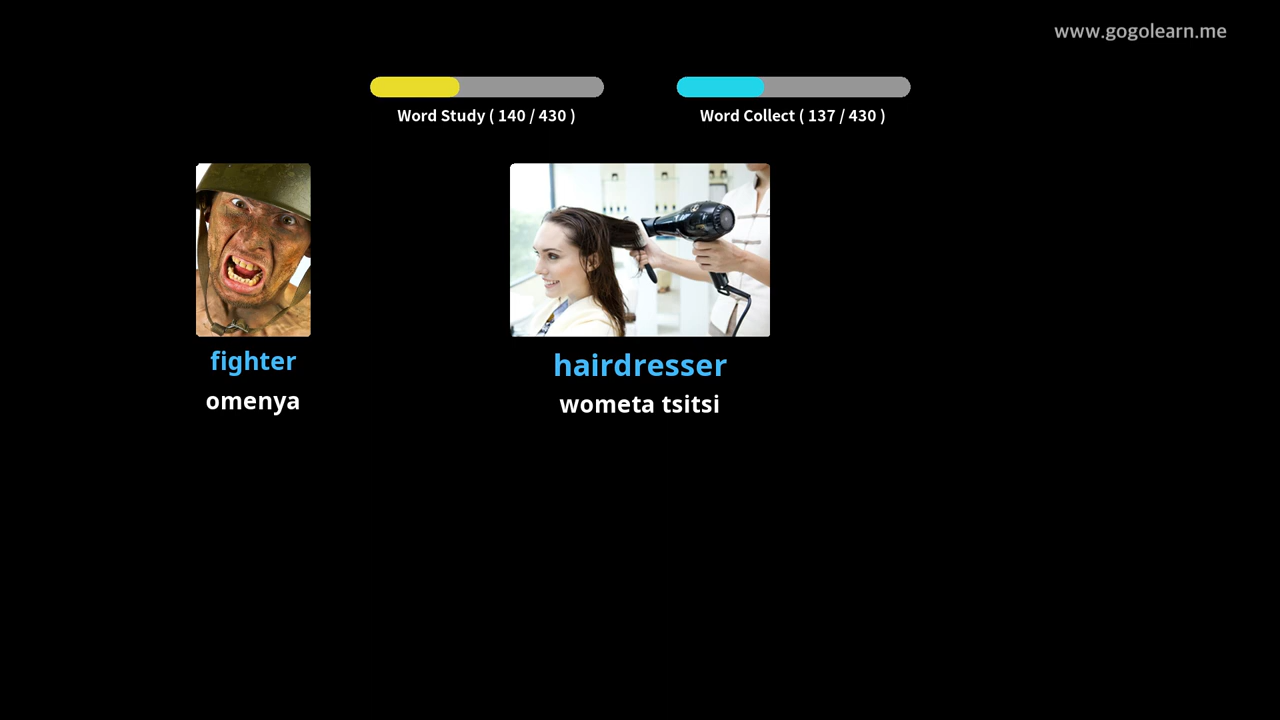 www.gogolearn.me
Word Study ( 140 / 430 )
Word Collect ( 137 / 430 )
fighter
omenya
hairdresser
wometa tsitsi